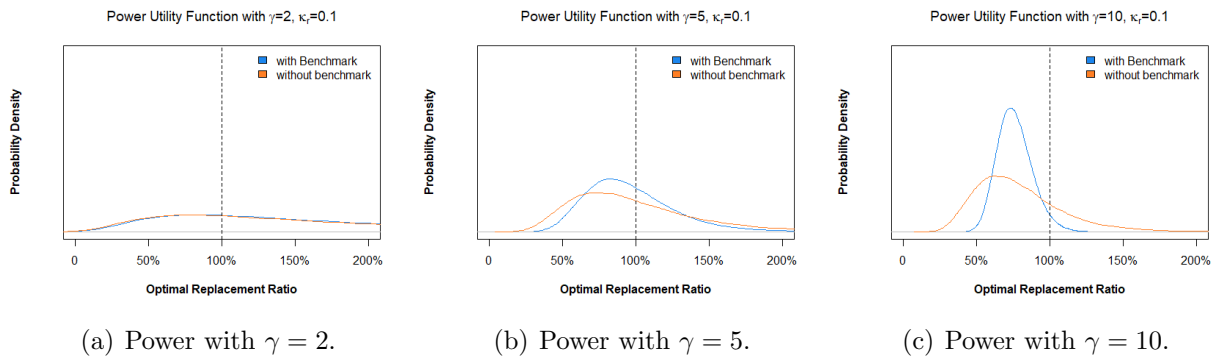 Power Utility Function with γ=2, κᵣ=0.1
with Benchmark
without benchmark
Probability Density
0 50% 100% 150% 200%
Optimal Replacement Ratio
(a) Power with γ = 2.
Power Utility Function with γ=5, κᵣ=0.1
with Benchmark
without benchmark
Probability Density
0 50% 100% 150% 200%
Optimal Replacement Ratio
(b) Power with γ = 5.
Power Utility Function with γ=10, κᵣ=0.1
with Benchmark
without benchmark
Probability Density
0 50% 100% 150% 200%
Optimal Replacement Ratio
(c) Power with γ = 10.